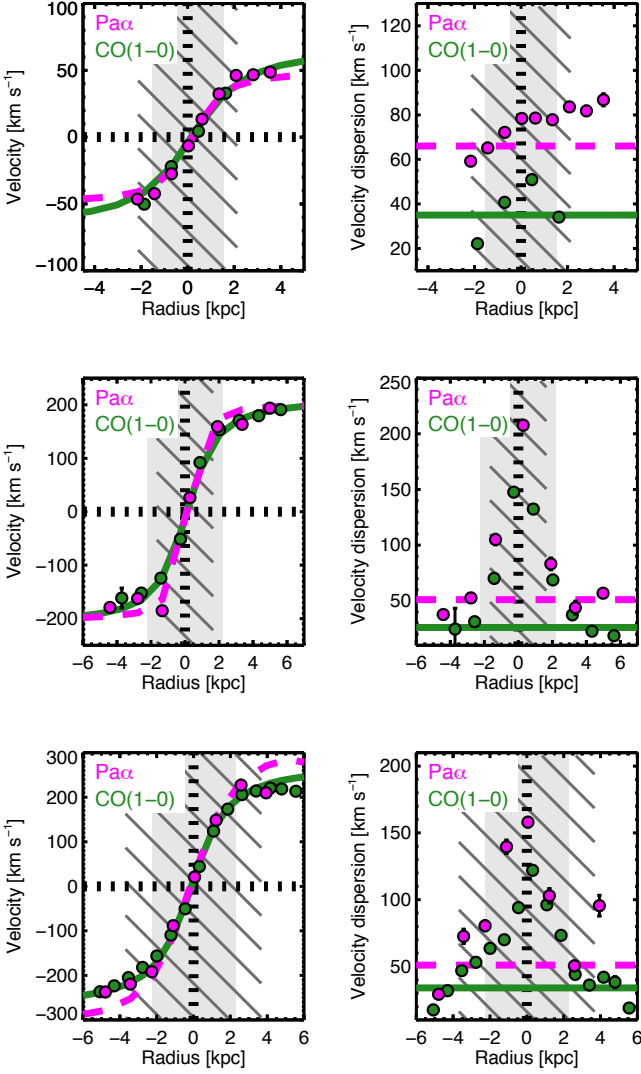 Paα
CO(1−0)
Velocity [km s⁻¹]
100
50
0
−50
−100
−4 −2 0 2 4
Radius [kpc]
Paα
CO(1−0)
Velocity dispersion [km s⁻¹]
120
100
80
60
40
20
−4 −2 0 2 4
Radius [kpc]
Paα
CO(1−0)
Velocity [km s⁻¹]
200
100
0
−100
−200
−6 −4 −2 0 2 4 6
Radius [kpc]
Paα
CO(1−0)
Velocity dispersion [km s⁻¹]
250
200
150
100
50
−6 −4 −2 0 2 4 6
Radius [kpc]
Paα
CO(1−0)
Velocity [km s⁻¹]
300
200
100
0
−100
−200
−300
−6 −4 −2 0 2 4 6
Radius [kpc]
Paα
CO(1−0)
Velocity dispersion [km s⁻¹]
200
150
100
50
−6 −4 −2 0 2 4 6
Radius [kpc]